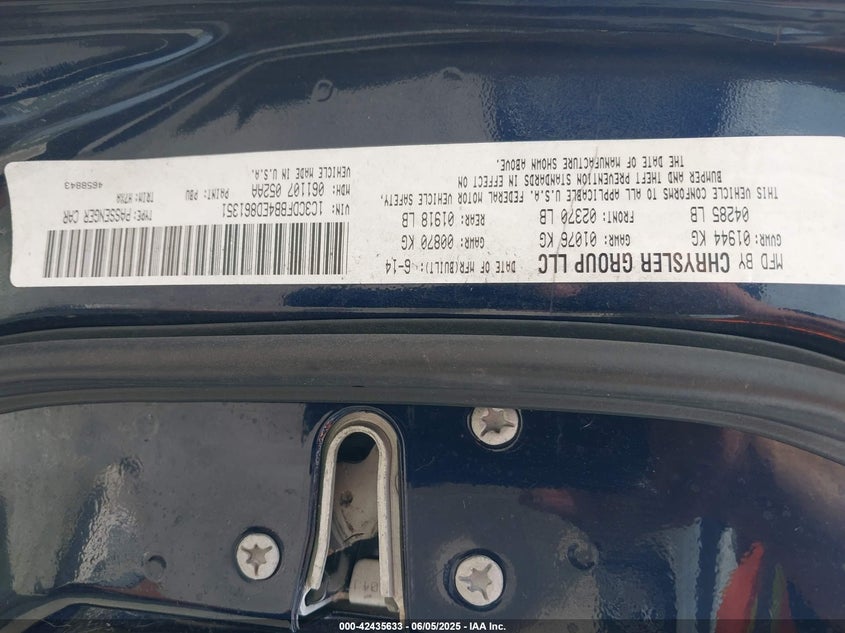 MFD BY CHRYSLER GROUP LLC DATE OF MFR(BUILT): 6-14
GVWR: 01944 KG GAWR: 01076 KG GAWR: 00870 KG
04285 LB FRONT: 02370 LB REAR: 01918 LB
THIS VEHICLE CONFORMS TO ALL APPLICABLE U.S.A. FEDERAL MOTOR VEHICLE SAFETY,
BUMPER AND THEFT PREVENTION STANDARDS IN EFFECT ON
THE DATE OF MANUFACTURE SHOWN ABOVE.
VIN: 1C3CDFBB4ED861351 TYPE: PASSENGER CAR
MDH: 061107 052AA PAINT: PBU TRIM:
VEHICLE MADE IN U.S.A. 4658843
000-42435633 - 06/05/2025 - IAA Inc.